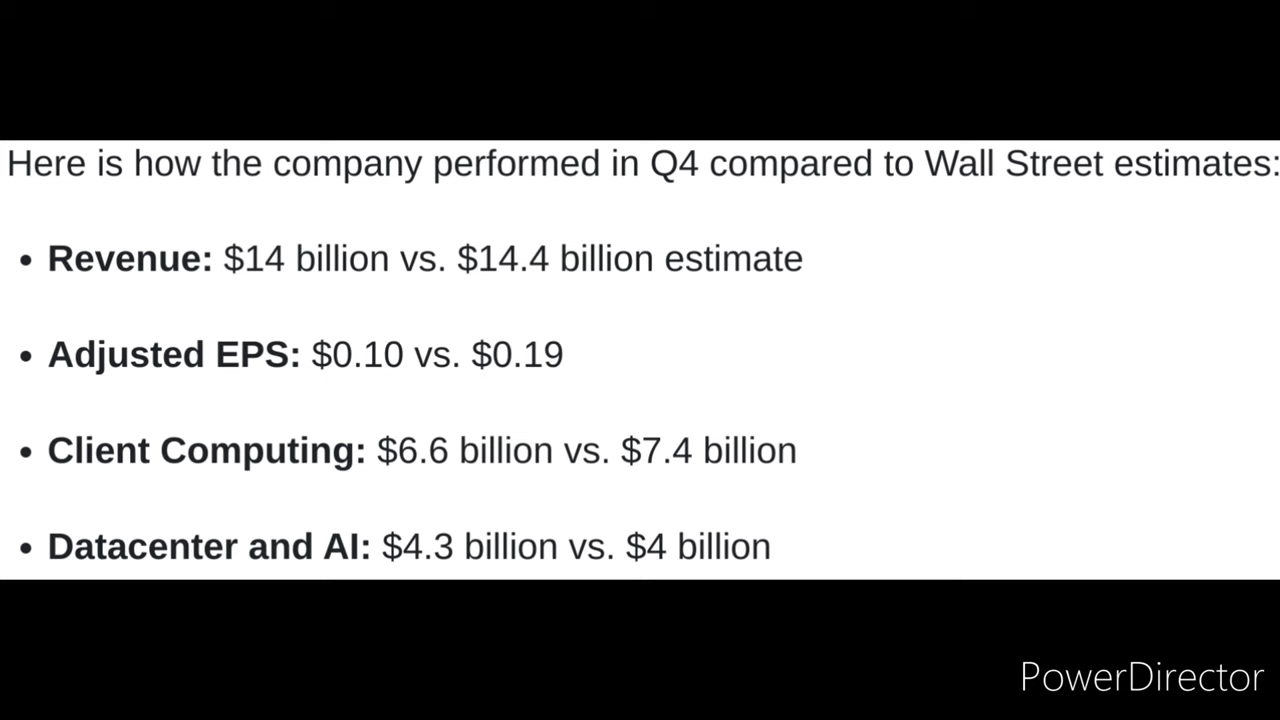 Here is how the company performed in Q4 compared to Wall Street estimates:
• Revenue: $14 billion vs. $14.4 billion estimate
• Adjusted EPS: $0.10 vs. $0.19
• Client Computing: $6.6 billion vs. $7.4 billion
• Datacenter and AI: $4.3 billion vs. $4 billion
PowerDirector